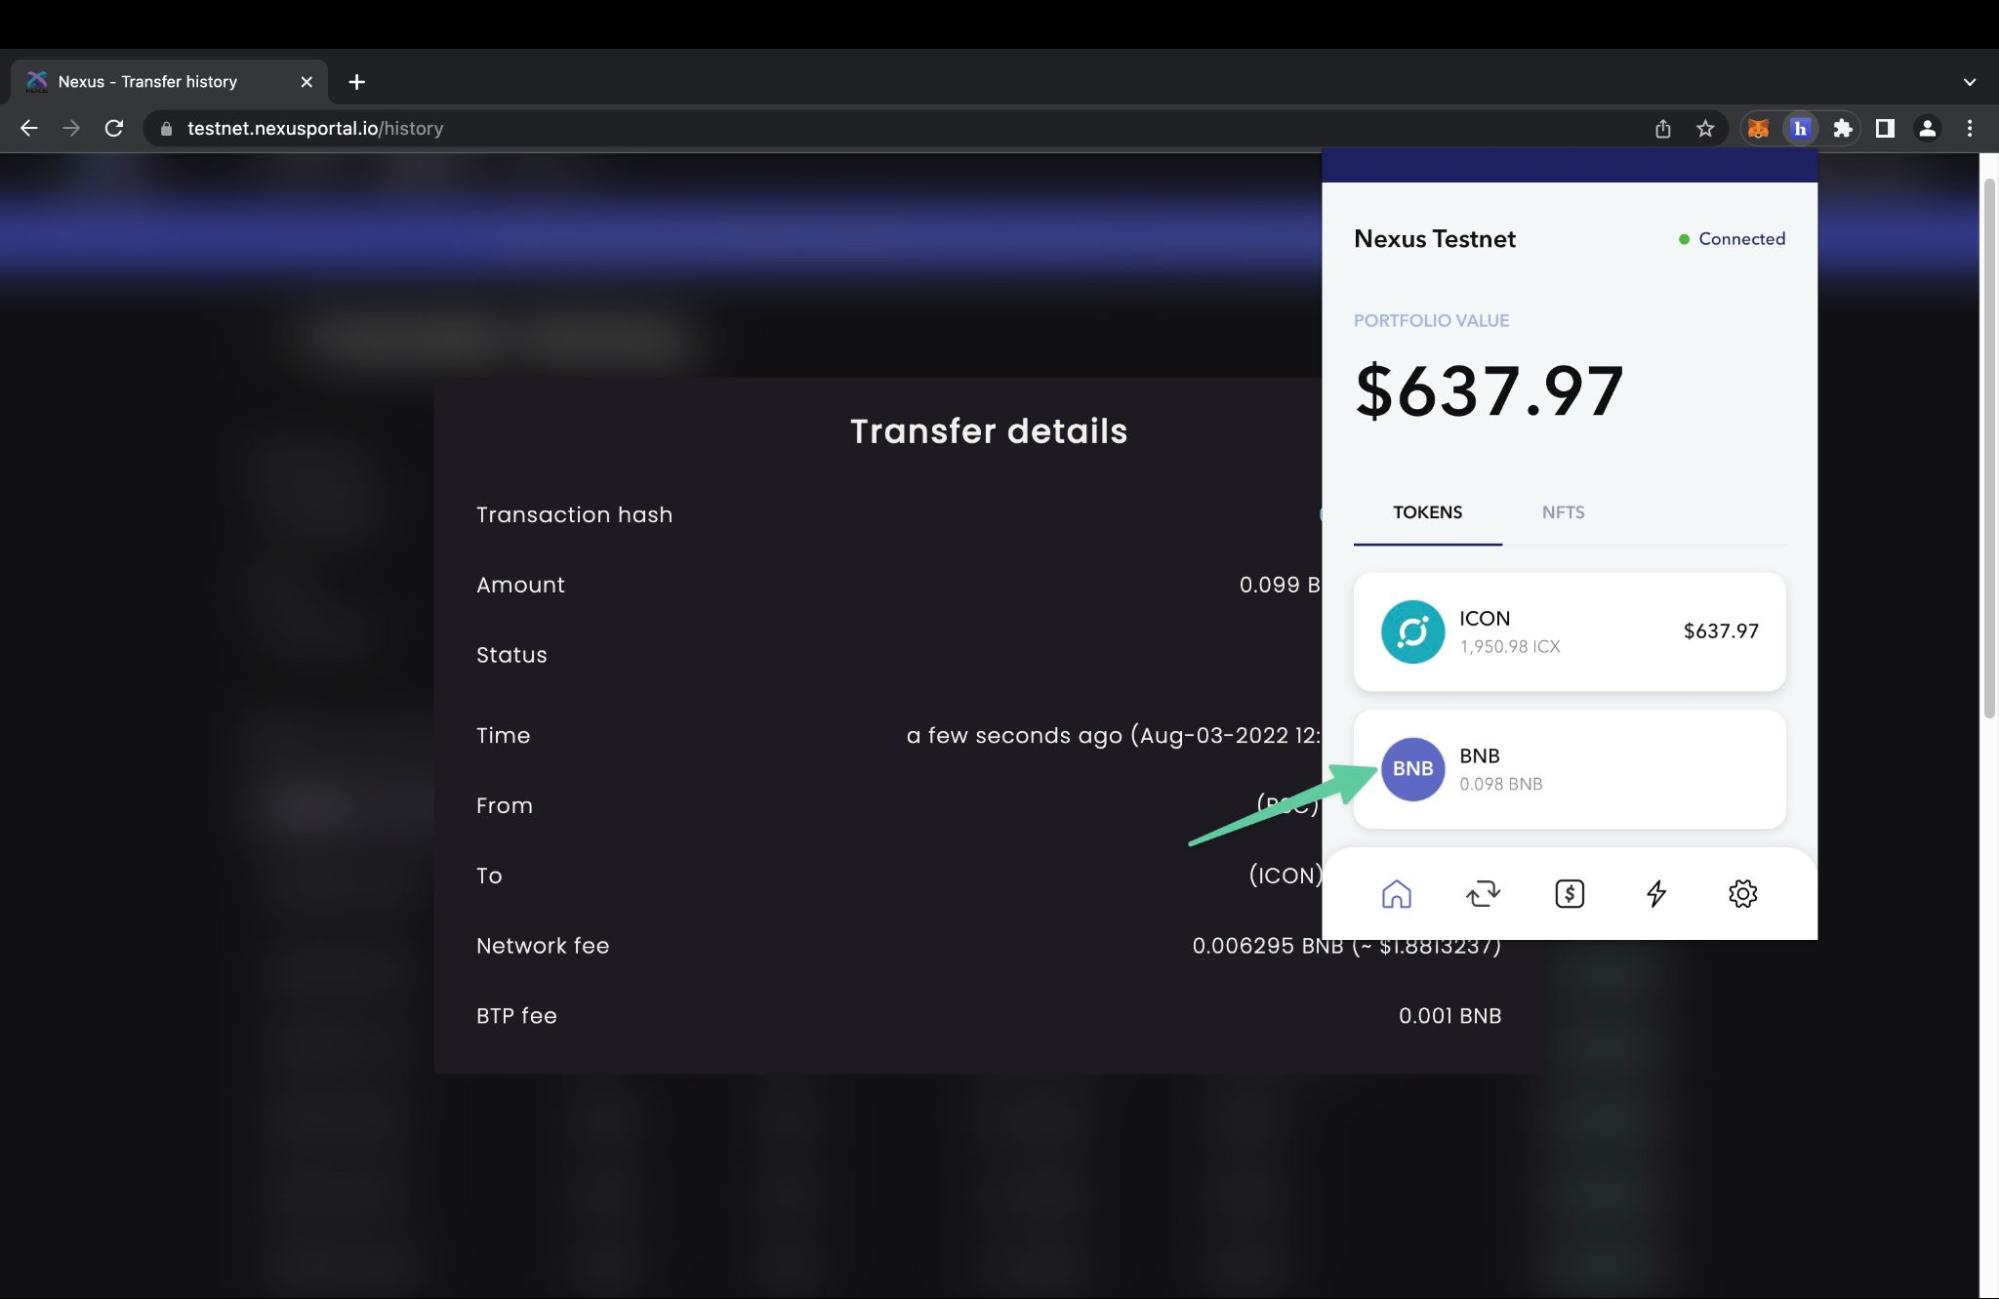 Nexus - Transfer history
testnet.nexusportal.io/history
h
Transfer details
Transaction hash
Amount 0.099 B
Status
Time a few seconds ago (Aug-03-2022 12:
From
To (ICON)
Network fee 0.006295 BNB (~ $1.8813237)
BTP fee 0.001 BNB
Nexus Testnet Connected
PORTFOLIO VALUE
$637.97
TOKENS NFTS
ICON
1,950.98 ICX
$637.97
BNB
BNB
0.098 BNB
$